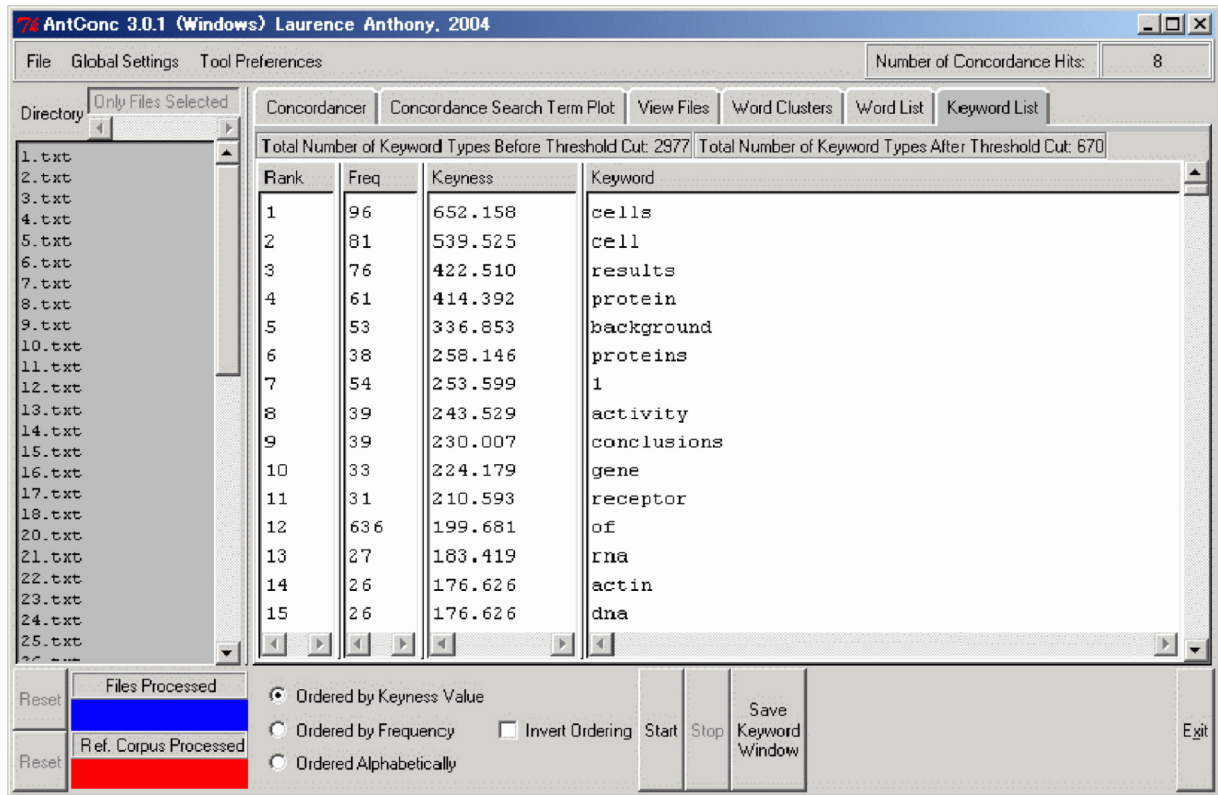 7% AntConc 3.0.1 (Windows) Laurence Anthony, 2004
File Global Settings Tool Preferences
Number of Concordance Hits: 8
Directory Only Files Selected
1.txt
2.txt
3.txt
4.txt
5.txt
6.txt
7.txt
8.txt
9.txt
10.txt
11.txt
12.txt
13.txt
14.txt
15.txt
16.txt
17.txt
18.txt
20.txt
21.txt
22.txt
23.txt
24.txt
25.txt
Concordancer Concordance Search Term Plot View Files Word Clusters Word List Keyword List
Total Number of Keyword Types Before Threshold Cut: 2977 Total Number of Keyword Types After Threshold Cut: 670
Rank Freq Keyness Keyword
1 96 652.158 cells
2 81 539.525 cell
3 76 422.510 results
4 61 414.392 protein
5 53 336.853 background
6 38 258.146 proteins
7 54 253.599 1
8 39 243.529 activity
9 39 230.007 conclusions
10 33 224.179 gene
11 31 210.593 receptor
12 636 199.681 of
13 27 183.419 rna
14 26 176.626 actin
15 26 176.626 dna
Reset Files Processed
Reset Ref. Corpus Processed
Ordered by Keyness Value
Ordered by Frequency
Ordered Alphabetically
Invert Ordering
Start
Stop
Save
Keyword
Window
Exit